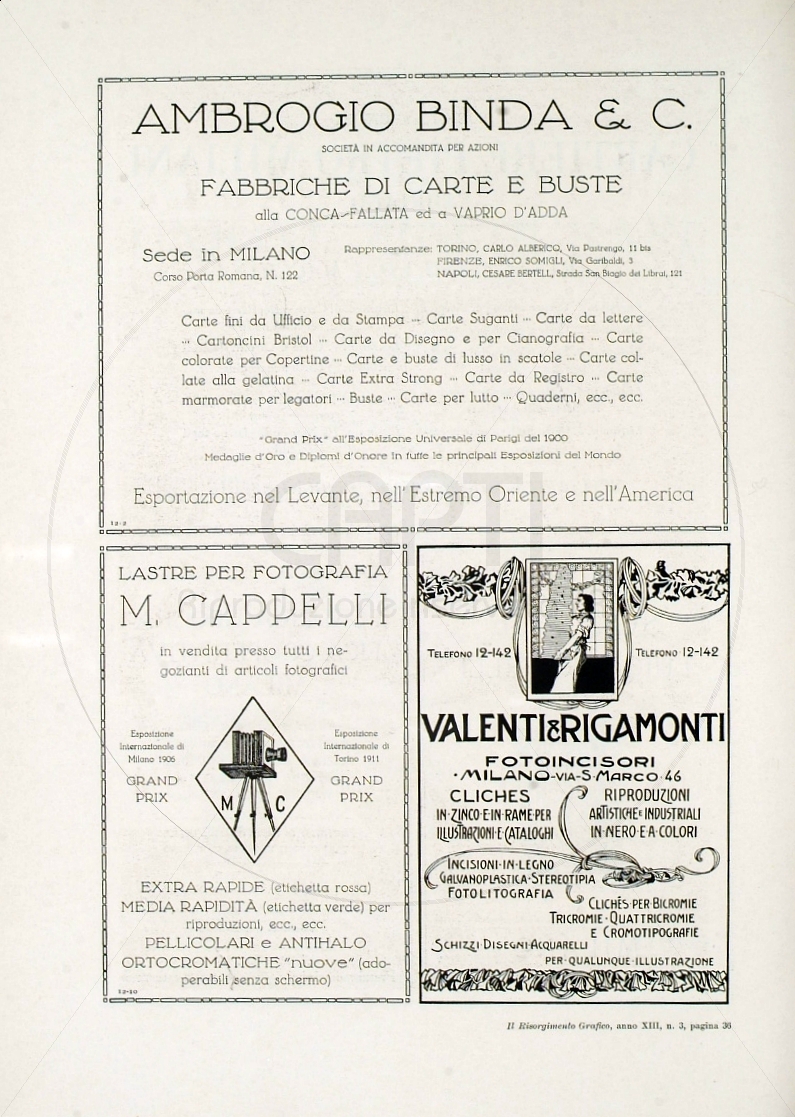 AMBROGIO BINDA & C.
SOCIETÀ IN ACCOMANDITA PER AZIONI
FABBRICHE DI CARTE E BUSTE
alla CONCA-FALLATA ed a VAPRIO D'ADDA
Sede in MILANO
Corso Porta Romana, N. 122
Rappresentanze: TORINO, CARLO ALBERICO, Via Pastrengo, 11 bis
FIRENZE, ENRICO SOMIGLI, Via Garibaldi, 3
NAPOLI, CESARE BERTELL, Strada San Biagio dei Librai, 121
Carte fini da Ufficio e da Stampa ··· Carte Suganti ··· Carte da lettere
··· Cartoncini Bristol ··· Carte da Disegno e per Cianografia ··· Carte
colorate per Copertine ··· Carte e buste di lusso in scatole ··· Carte col-
late alla gelatina ··· Carte Extra Strong ··· Carte da Registro ··· Carte
marmorate per legatori ··· Buste ··· Carte per lutto ··· Quaderni, ecc., ecc.
"Grand Prix" all'Esposizione Universale di Parigi del 1900
Medaglie d'Oro e Diplomi d'Onore in tutte le principali Esposizioni del Mondo
Esportazione nel Levante, nell'Estremo Oriente e nell'America
12-2
CAPTI
LASTRE PER FOTOGRAFIA
M. CAPPELLI
in vendita presso tutti i ne-
gozianti di articoli fotografici
Esposizione
Internazionale di
Milano 1906
GRAND
PRIX
M C
Esposizione
Internazionale di
Torino 1911
GRAND
PRIX
EXTRA RAPIDE (etichetta rossa)
MEDIA RAPIDITÀ (etichetta verde) per
riproduzioni, ecc., ecc.
PELLICOLARI e ANTIHALO
ORTOCROMATICHE "nuove" (ado-
perabili senza schermo)
12-10
TELEFONO 12-142
TELEFONO 12-142
VALENTI & RIGAMONTI
FOTOINCISORI
·MILANO-VIA-S·MARCO·46
CLICHES
IN·ZINCO·E·IN·RAME·PER
ILLUSTRAZIONI·E·CATALOGHI
RIPRODUZIONI
ARTISTICHE E INDUSTRIALI
IN·NERO·E·A·COLORI
INCISIONI·IN·LEGNO
GALVANOPLASTICA·STEREOTIPIA
FOTOLITOGRAFIA
CLICHÉS·PER·BICROMIE
TRICROMIE·QUATTRICROMIE
E CROMOTIPOGRAFIE
SCHIZZI·DISEGNI·ACQUARELLI
PER·QUALUNQUE·ILLUSTRAZIONE
Il Risorgimento Grafico, anno XIII, n. 3, pagina 36